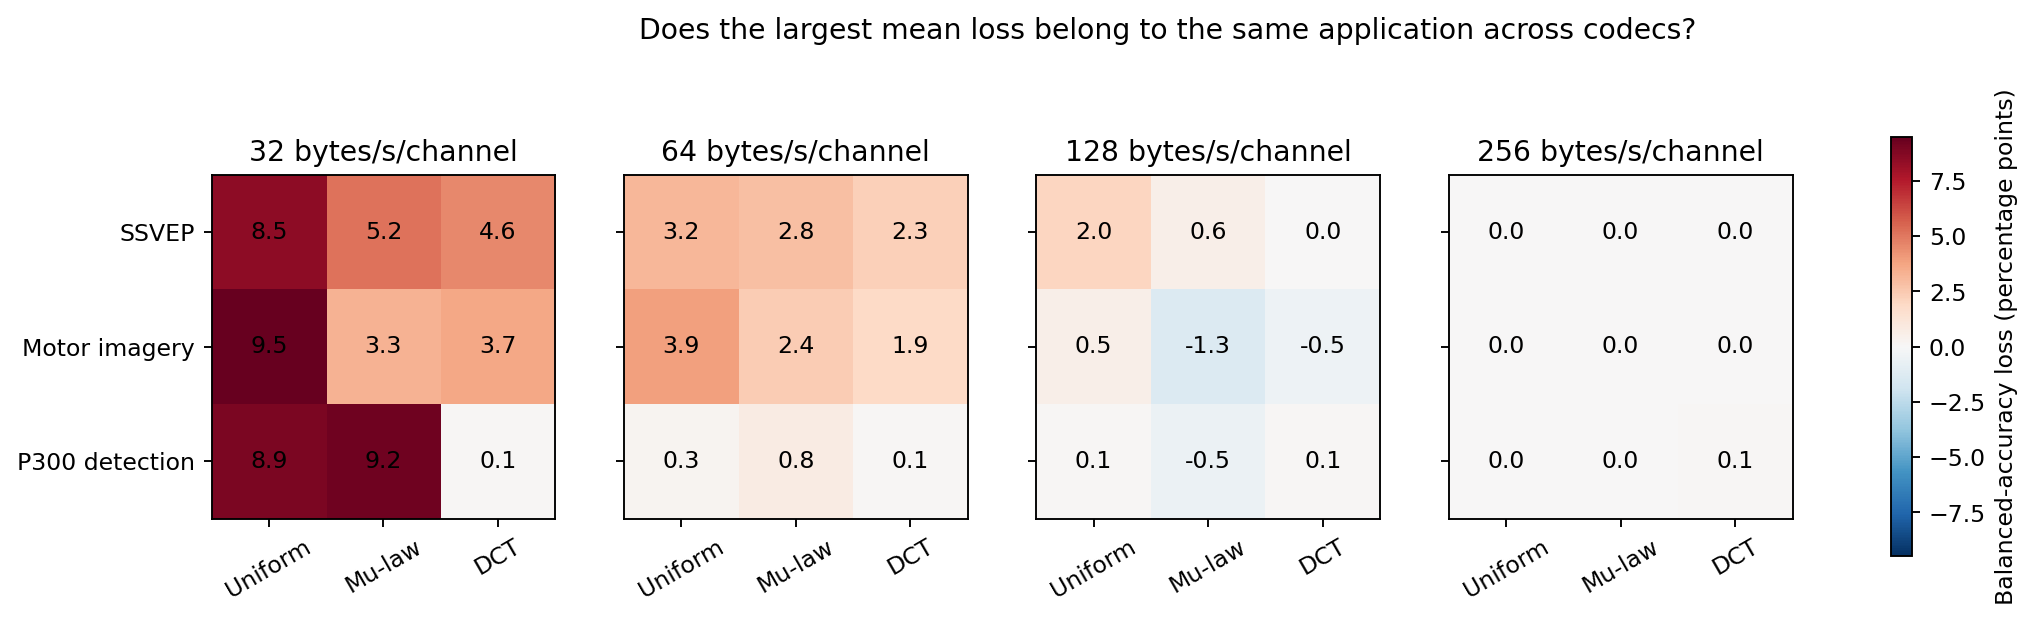 Does the largest mean loss belong to the same application across codecs?
32 bytes/s/channel
64 bytes/s/channel
128 bytes/s/channel
256 bytes/s/channel
SSVEP
8.5 5.2 4.6
3.2 2.8 2.3
2.0 0.6 0.0
0.0 0.0 0.0
Motor imagery
9.5 3.3 3.7
3.9 2.4 1.9
0.5 -1.3 -0.5
0.0 0.0 0.0
P300 detection
8.9 9.2 0.1
0.3 0.8 0.1
0.1 -0.5 0.1
0.0 0.0 0.1
Uniform Mu-law DCT
Uniform Mu-law DCT
Uniform Mu-law DCT
Uniform Mu-law DCT
7.5
5.0
2.5
0.0
−2.5
−5.0
−7.5
Balanced-accuracy loss (percentage points)